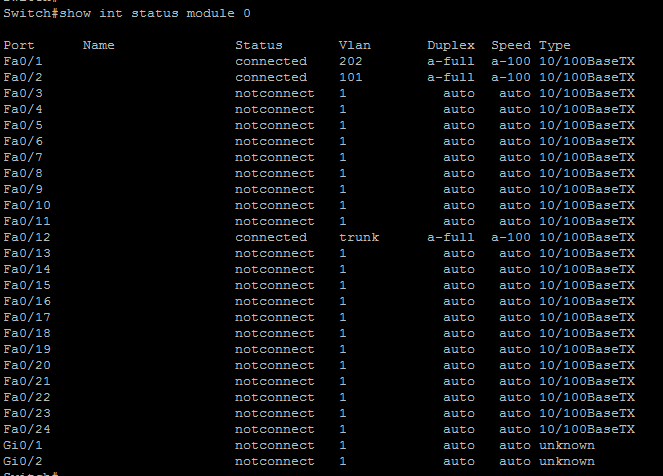 Switch#show int status module 0
Port Name Status Vlan Duplex Speed Type
Fa0/1 connected 202 a-full a-100 10/100BaseTX
Fa0/2 connected 101 a-full a-100 10/100BaseTX
Fa0/3 notconnect 1 auto auto 10/100BaseTX
Fa0/4 notconnect 1 auto auto 10/100BaseTX
Fa0/5 notconnect 1 auto auto 10/100BaseTX
Fa0/6 notconnect 1 auto auto 10/100BaseTX
Fa0/7 notconnect 1 auto auto 10/100BaseTX
Fa0/8 notconnect 1 auto auto 10/100BaseTX
Fa0/9 notconnect 1 auto auto 10/100BaseTX
Fa0/10 notconnect 1 auto auto 10/100BaseTX
Fa0/11 notconnect 1 auto auto 10/100BaseTX
Fa0/12 connected trunk a-full a-100 10/100BaseTX
Fa0/13 notconnect 1 auto auto 10/100BaseTX
Fa0/14 notconnect 1 auto auto 10/100BaseTX
Fa0/15 notconnect 1 auto auto 10/100BaseTX
Fa0/16 notconnect 1 auto auto 10/100BaseTX
Fa0/17 notconnect 1 auto auto 10/100BaseTX
Fa0/18 notconnect 1 auto auto 10/100BaseTX
Fa0/19 notconnect 1 auto auto 10/100BaseTX
Fa0/20 notconnect 1 auto auto 10/100BaseTX
Fa0/21 notconnect 1 auto auto 10/100BaseTX
Fa0/22 notconnect 1 auto auto 10/100BaseTX
Fa0/23 notconnect 1 auto auto 10/100BaseTX
Fa0/24 notconnect 1 auto auto 10/100BaseTX
Gi0/1 notconnect 1 auto auto unknown
Gi0/2 notconnect 1 auto auto unknown
Switch#